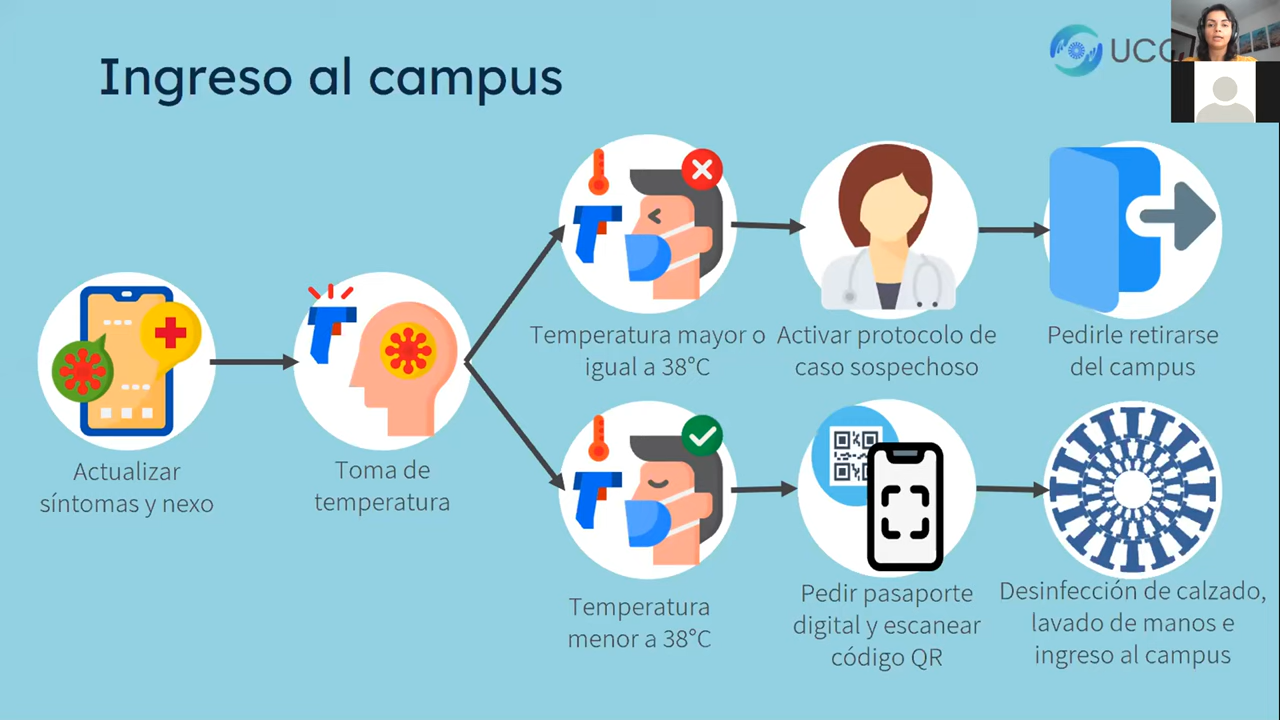 Ingreso al campus
Temperatura mayor o
igual a 38°C
Activar protocolo de
caso sospechoso
Pedirle retirarse
del campus
Actualizar
síntomas y nexo
Toma de
temperatura
Temperatura
menor a 38°C
Pedir pasaporte
digital y escanear
código QR
Desinfección de calzado,
lavado de manos e
ingreso al campus